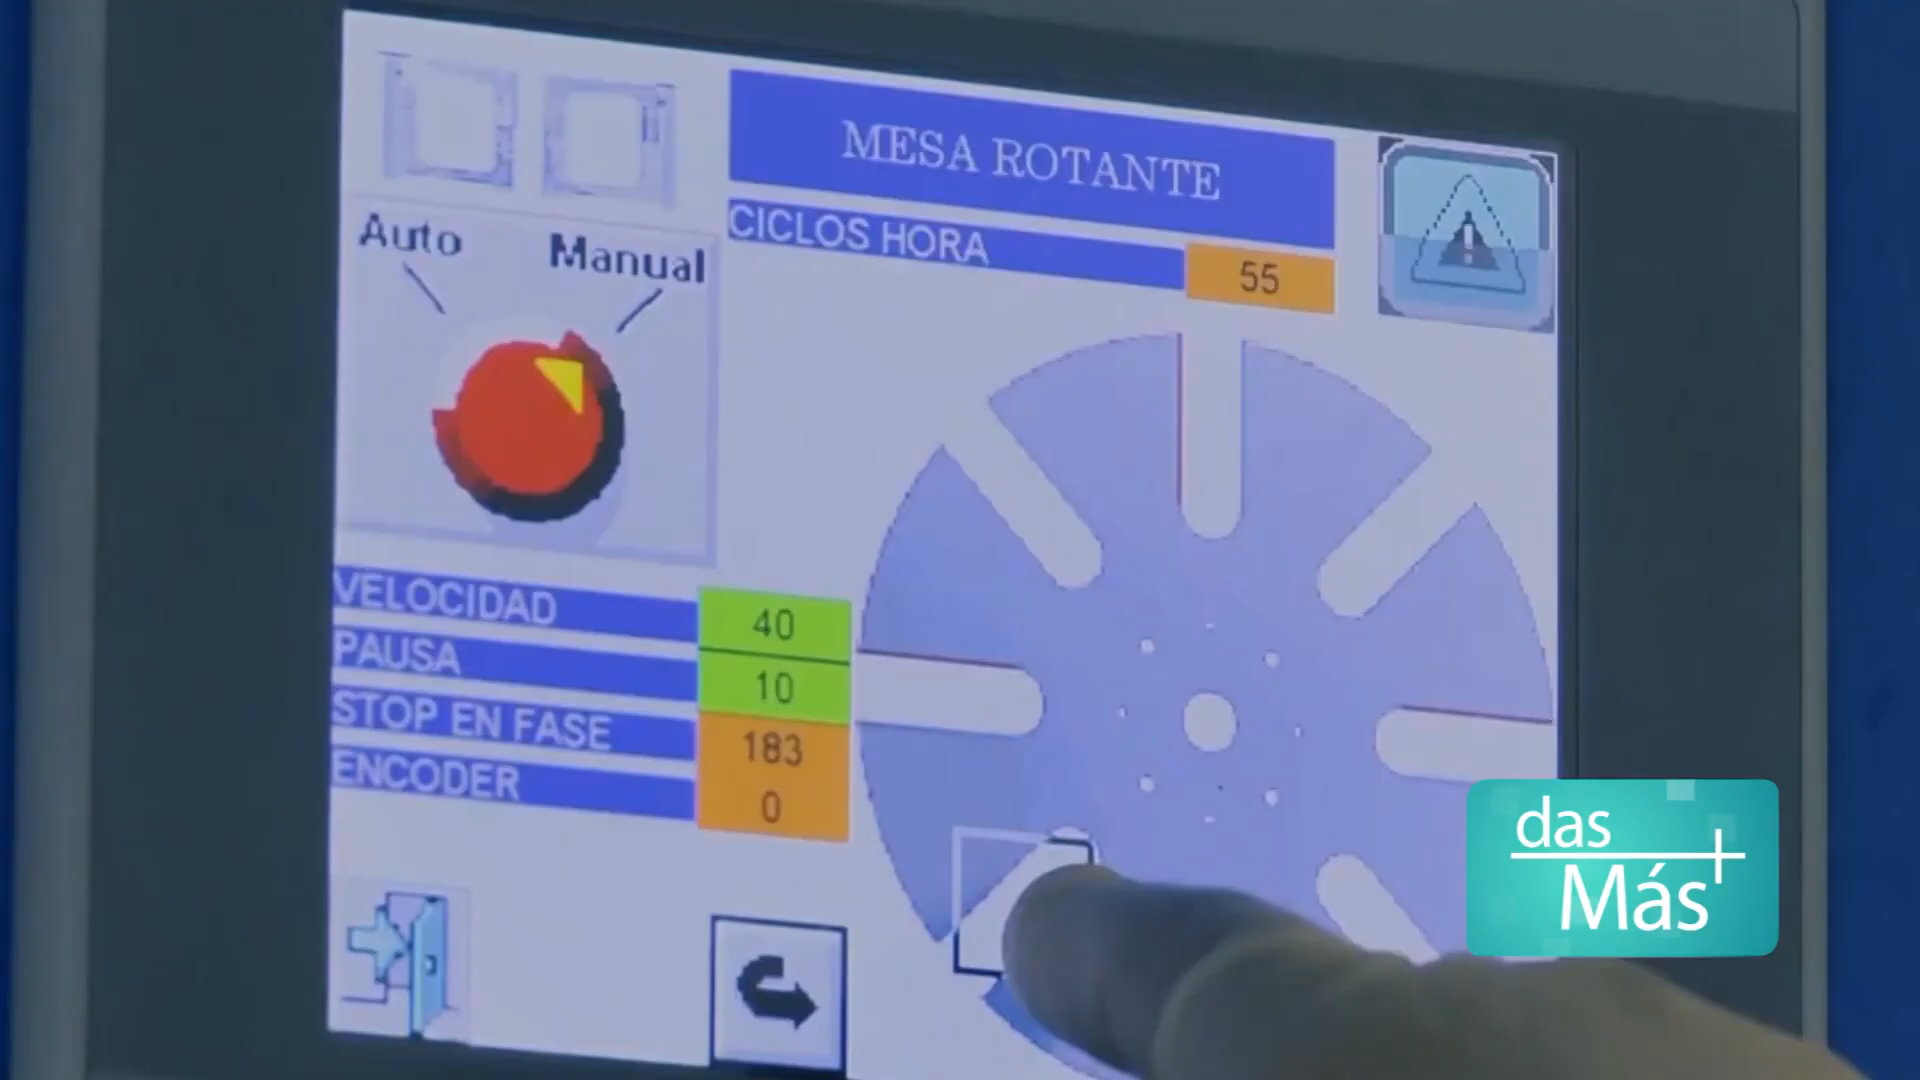 MESA ROTANTE
CICLOS HORA 55
Auto Manual
VELOCIDAD 40
PAUSA 10
STOP EN FASE 183
ENCODER 0
das
Más